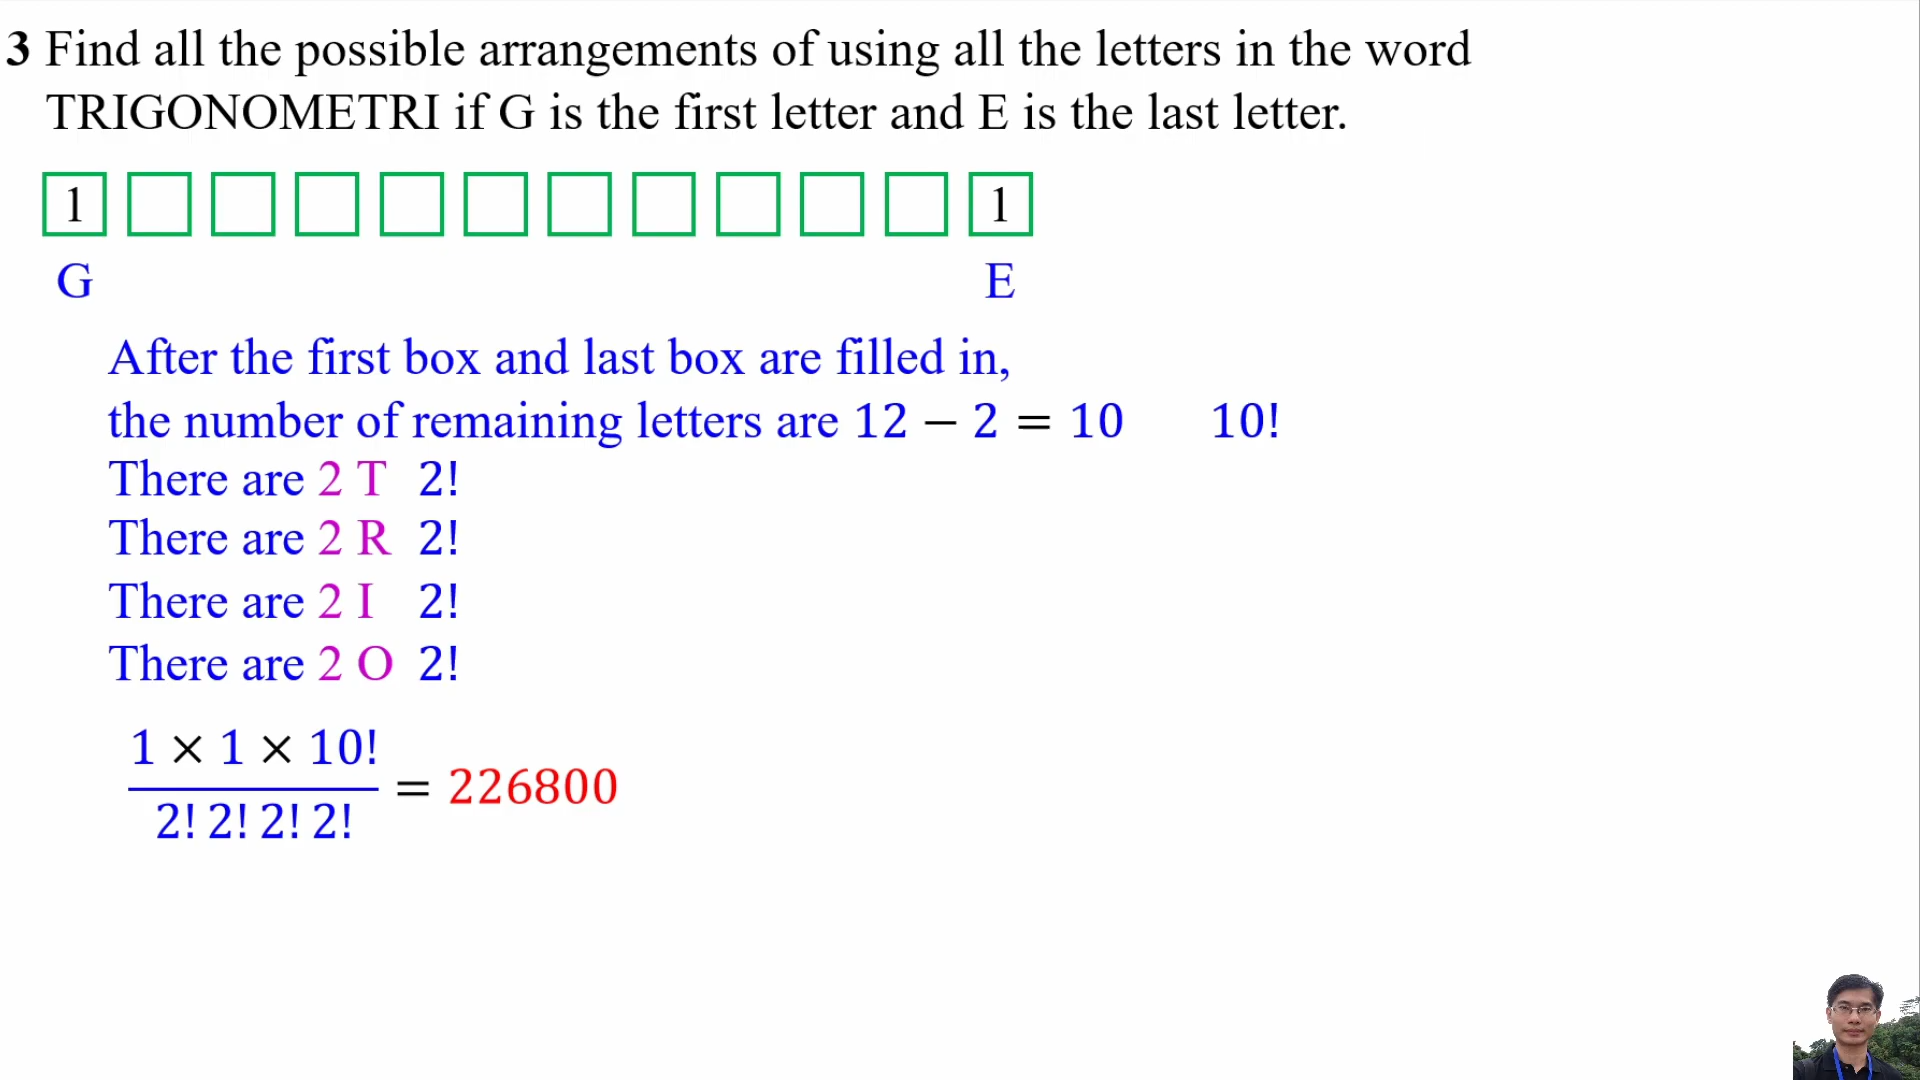 3 Find all the possible arrangements of using all the letters in the word
TRIGONOMETRI if G is the first letter and E is the last letter.
1 1
G E
After the first box and last box are filled in,
the number of remaining letters are 12 − 2 = 10 10!
There are 2 T 2!
There are 2 R 2!
There are 2 I 2!
There are 2 O 2!
1 × 1 × 10!
2! 2! 2! 2!
= 226800